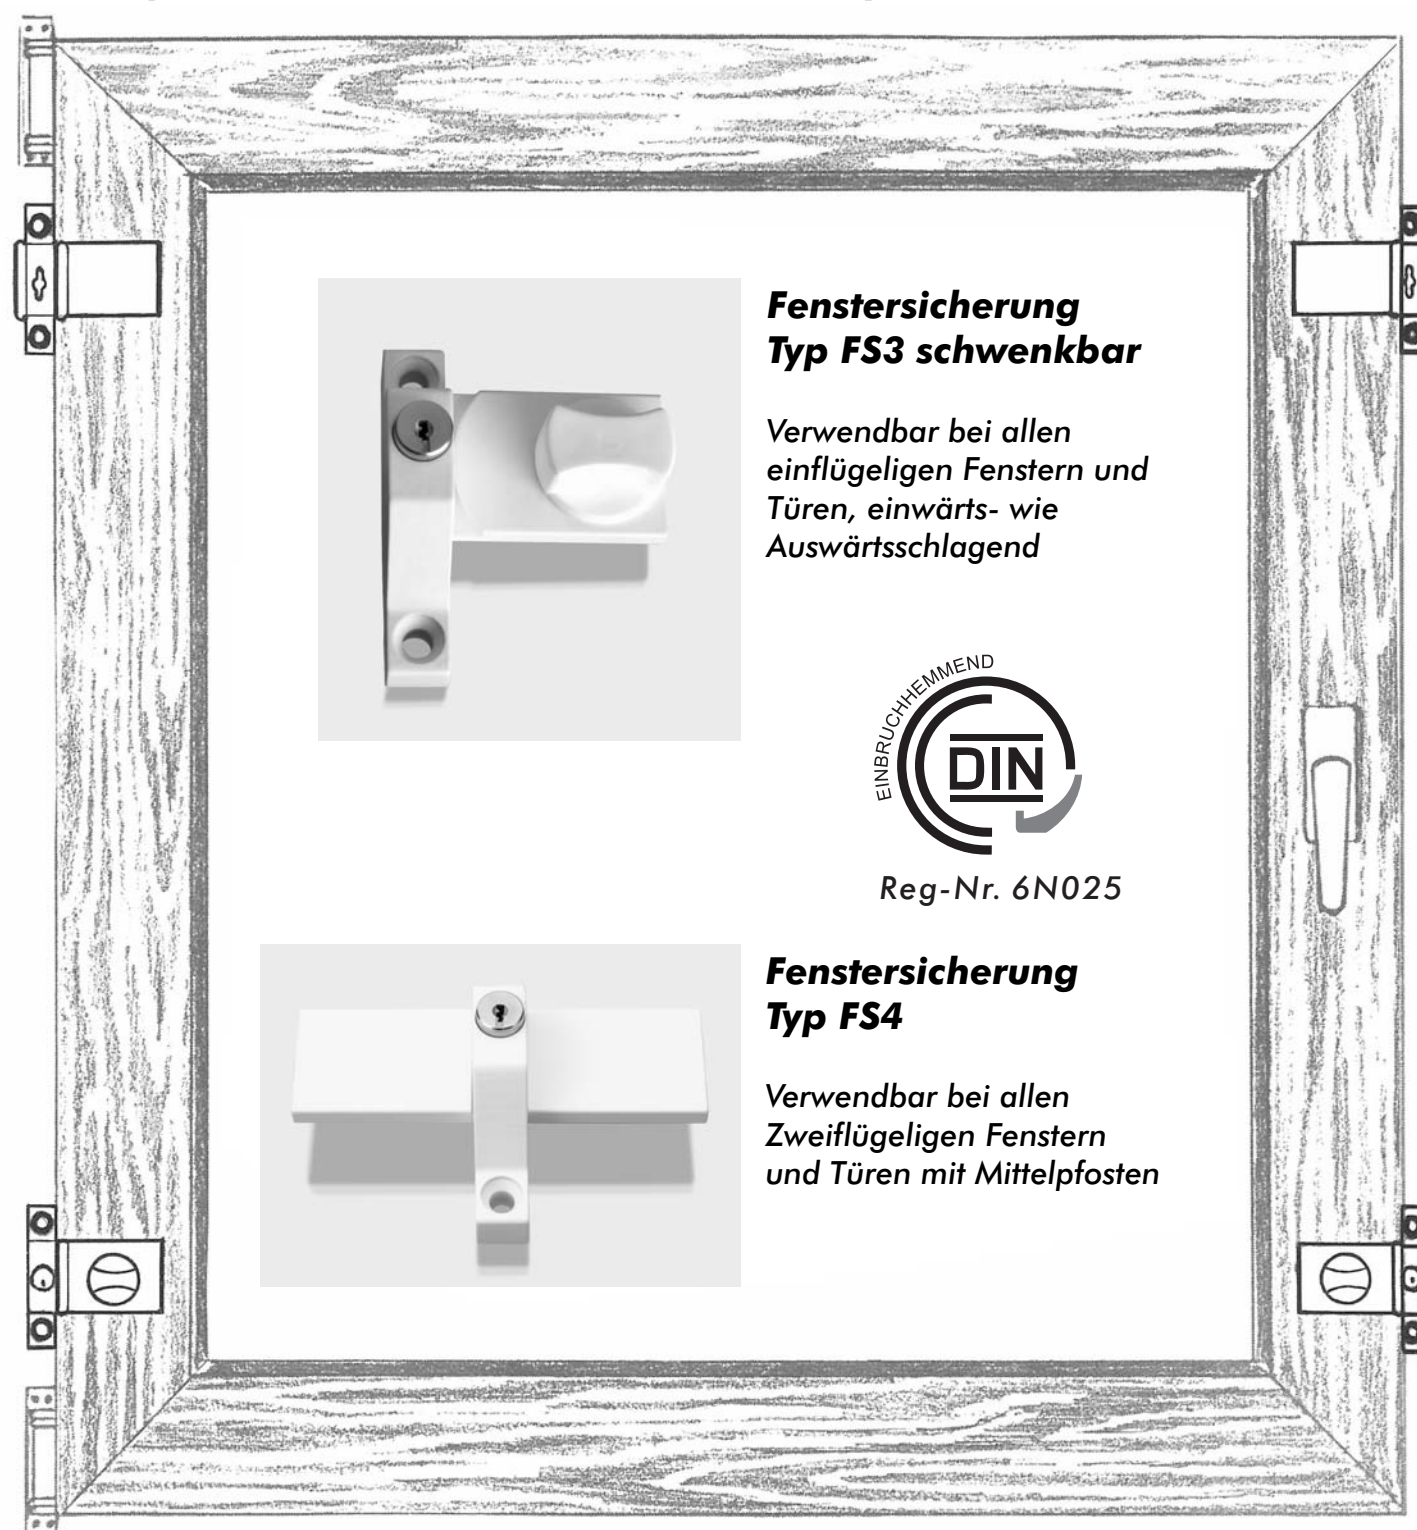 Fenstersicherung
Typ FS3 schwenkbar
Verwendbar bei allen
einflügeligen Fenstern und
Türen, einwärts- wie
Auswärtsschlagend
EINBRUCHHEMMEND
DIN
Reg-Nr. 6N025
Fenstersicherung
Typ FS4
Verwendbar bei allen
Zweiflügeligen Fenstern
und Türen mit Mittelpfosten